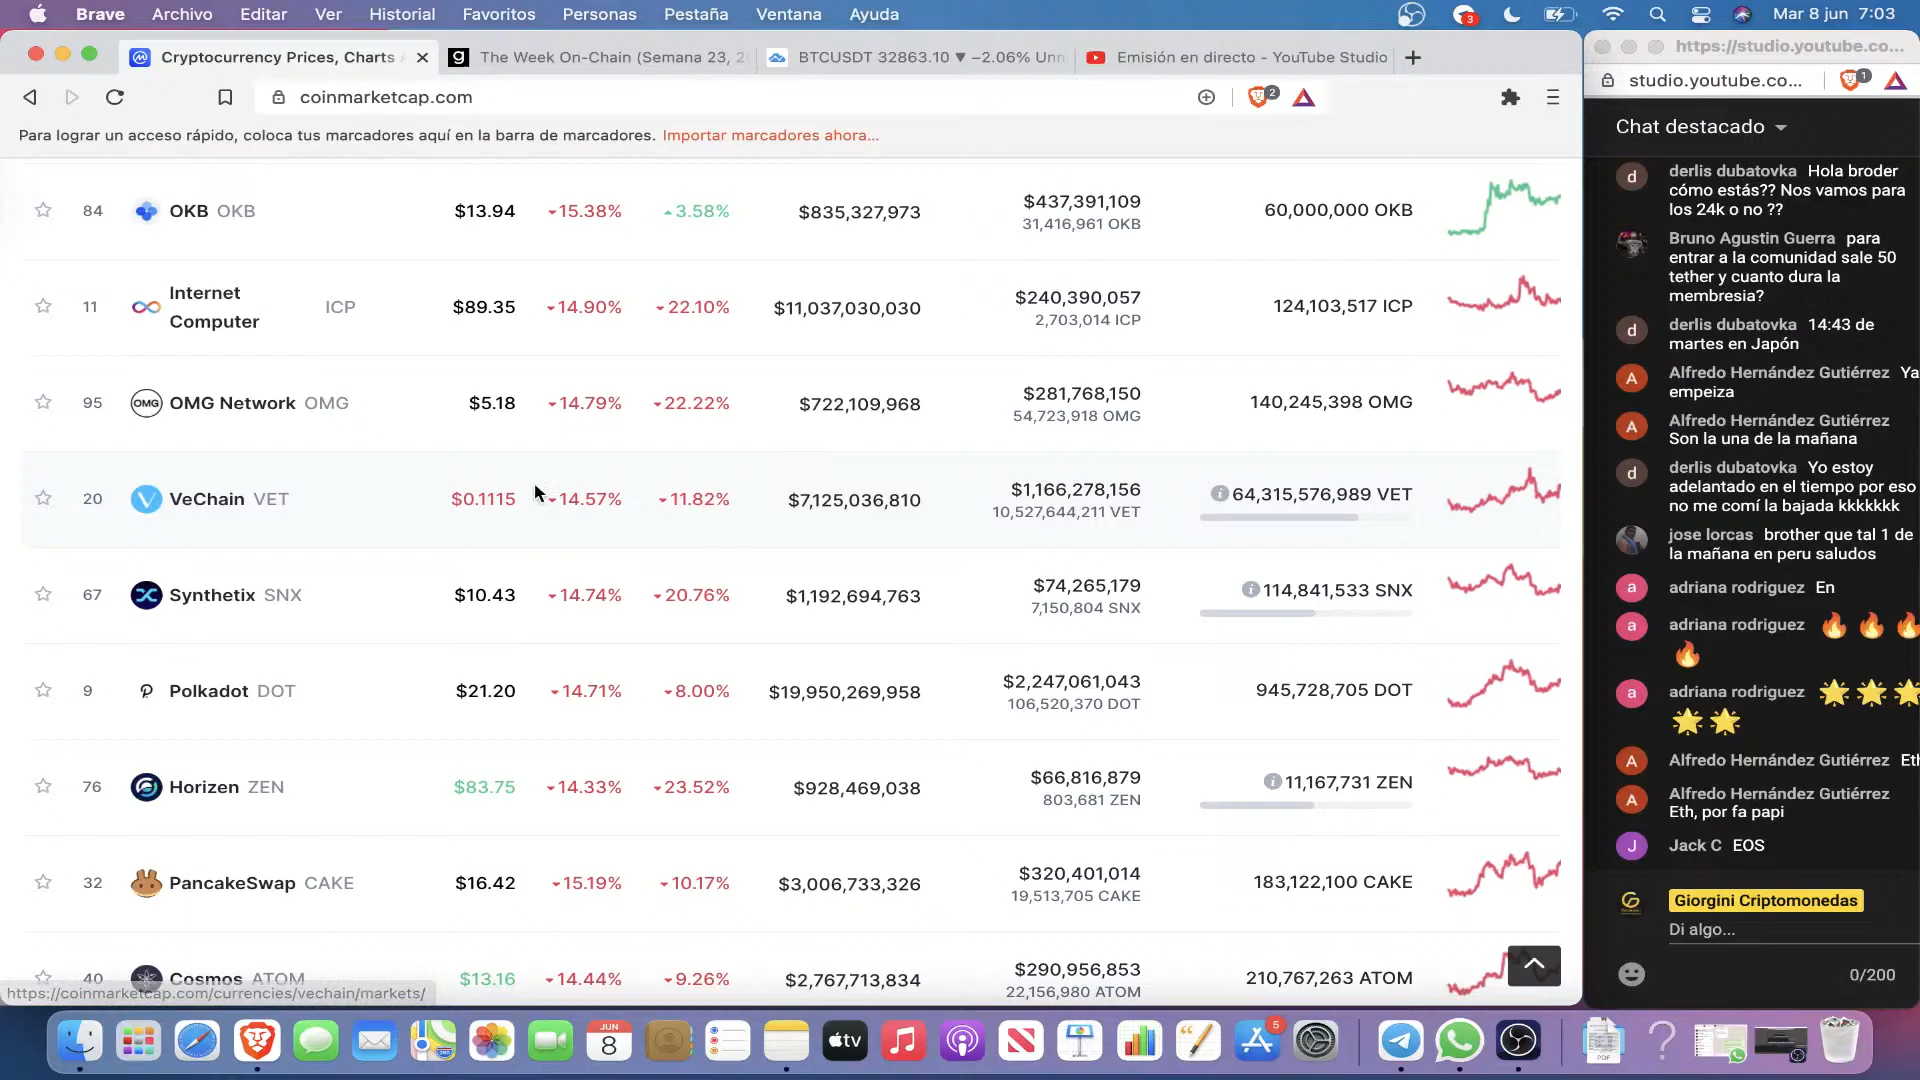 Brave Archivo Editar Ver Historial Favoritos Personas Pestaña Ventana Ayuda 3 Mar 8 jun 7:03
Cryptocurrency Prices, Charts The Week On-Chain (Semana 23, 2 BTCUSDT 32863.10 ▼ −2.06% Unn Emisión en directo - YouTube Studio
coinmarketcap.com 2
Para lograr un acceso rápido, coloca tus marcadores aquí en la barra de marcadores. Importar marcadores ahora...
84 OKB OKB $13.94 15.38% 3.58% $835,327,973 $437,391,109 60,000,000 OKB
31,416,961 OKB
11 Internet Computer ICP $89.35 14.90% 22.10% $11,037,030,030 $240,390,057 124,103,517 ICP
2,703,014 ICP
95 OMG OMG Network OMG $5.18 14.79% 22.22% $722,109,968 $281,768,150 140,245,398 OMG
54,723,918 OMG
20 VeChain VET $0.1115 14.57% 11.82% $7,125,036,810 $1,166,278,156 64,315,576,989 VET
10,527,644,211 VET
67 Synthetix SNX $10.43 14.74% 20.76% $1,192,694,763 $74,265,179 114,841,533 SNX
7,150,804 SNX
9 Polkadot DOT $21.20 14.71% 8.00% $19,950,269,958 $2,247,061,043 945,728,705 DOT
106,520,370 DOT
76 Horizen ZEN $83.75 14.33% 23.52% $928,469,038 $66,816,879 11,167,731 ZEN
803,681 ZEN
32 PancakeSwap CAKE $16.42 15.19% 10.17% $3,006,733,326 $320,401,014 183,122,100 CAKE
19,513,705 CAKE
40 Cosmos ATOM $13.16 14.44% 9.26% $2,767,713,834 $290,956,853 210,767,263 ATOM
22,156,980 ATOM
https://coinmarketcap.com/currencies/vechain/markets/
https://studio.youtube.co...
studio.youtube.co... 1
Chat destacado
d derlis dubatovka Hola broder
cómo estás?? Nos vamos para
los 24k o no ??
Bruno Agustin Guerra para
entrar a la comunidad sale 50
tether y cuanto dura la
membresia?
d derlis dubatovka 14:43 de
martes en Japón
A Alfredo Hernández Gutiérrez Ya
empeiza
A Alfredo Hernández Gutiérrez
Son la una de la mañana
d derlis dubatovka Yo estoy
adelantado en el tiempo por eso
no me comí la bajada kkkkkkk
jose lorcas brother que tal 1 de
la mañana en peru saludos
a adriana rodriguez En
a adriana rodriguez 🔥 🔥 🔥
🔥
a adriana rodriguez 🌟 🌟 🌟
🌟 🌟
A Alfredo Hernández Gutiérrez Eth
A Alfredo Hernández Gutiérrez
Eth, por fa papi
J Jack C EOS
Giorgini Criptomonedas
Di algo...
0/200
JUN
8
tv
5
PDF